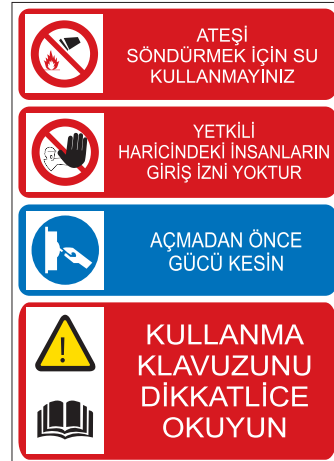 ATEŞİ
SÖNDÜRMEK İÇİN SU
KULLANMAYINIZ
YETKİLİ
HARİCİNDEKİ İNSANLARIN
GİRİŞ İZNİ YOKTUR
AÇMADAN ÖNCE
GÜCÜ KESİN
KULLANMA
KLAVUZUNU
DİKKATLİCE
OKUYUN